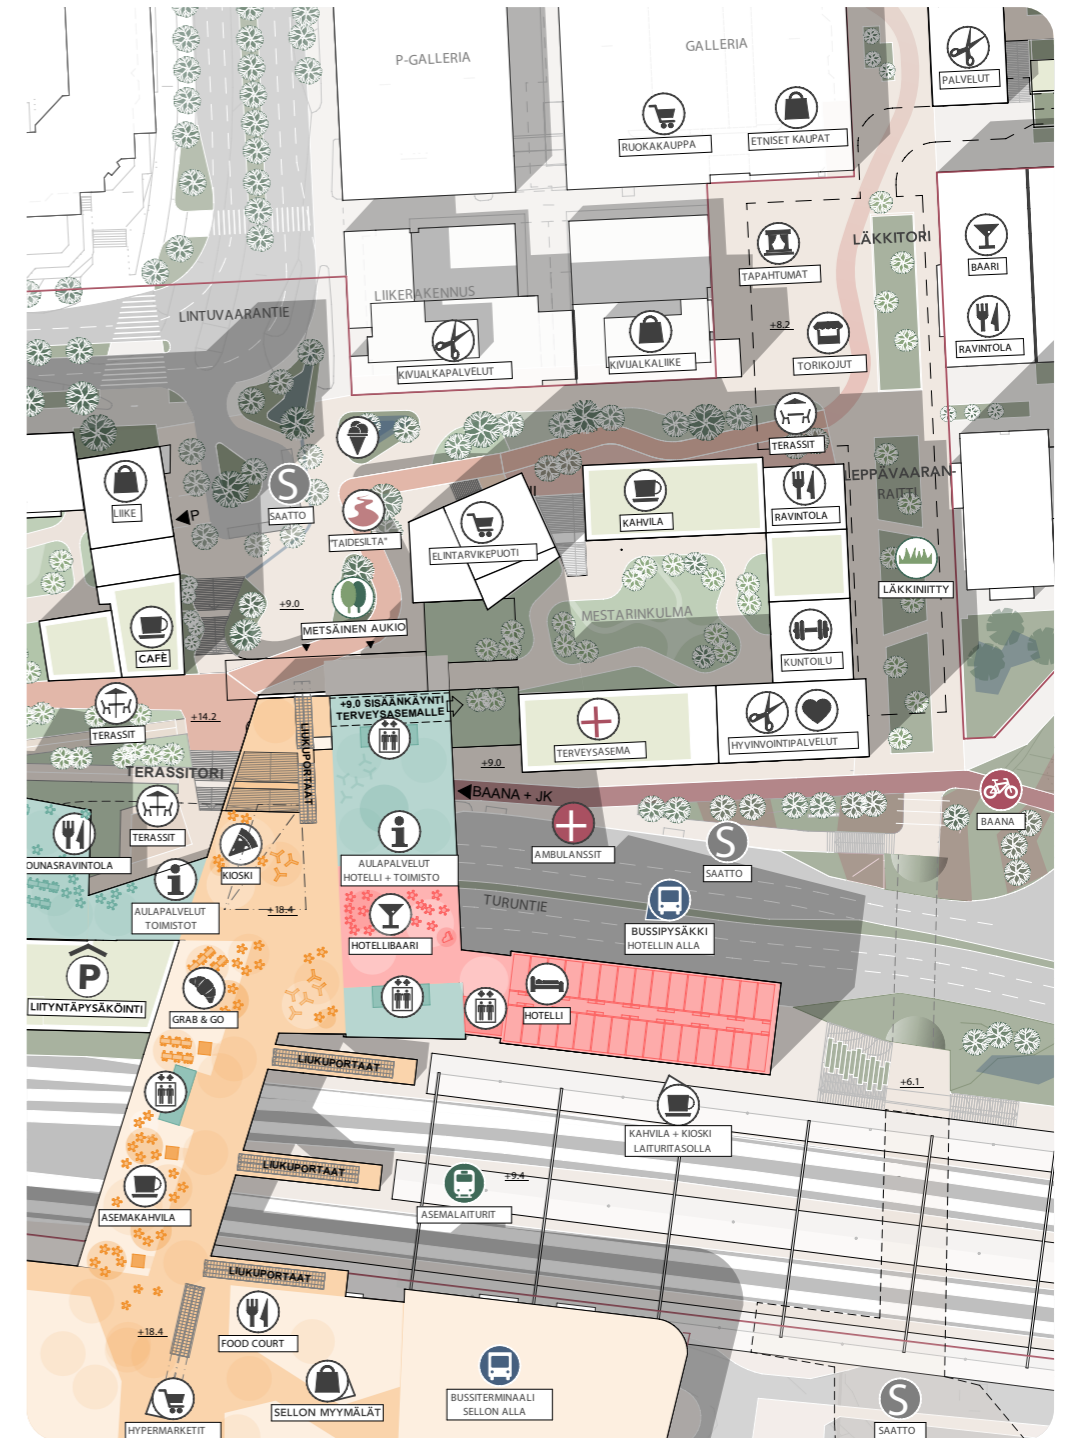 P-GALLERIA
GALLERIA
PALVELUT
RUOKAKAUPPA
ETNISET KAUPAT
LÄKKITORI
TAPAHTUMAT
BAARI
LIIKERAKENNUS
LINTUVAARANTIE
+8.2
KIVIJALKAPALVELUT
KIVIJALKALIIKE
TORIKOJUT
RAVINTOLA
TERASSIT
LEPPÄVAARAN-
RAITTI
LIIKE
P
S
SAATTO
"TAIDESILTA"
ELINTARVIKEPUOTI
KAHVILA
RAVINTOLA
LÄKKINIITTY
+9.0
METSÄINEN AUKIO
MESTARINKULMA
CAFÈ
KUNTOILU
+9.0 SISÄÄNKÄYNTI
TERVEYSASEMALLE
TERASSIT
+14.2
LIUKUPORTAAT
TERVEYSASEMA
HYVINVOINTIPALVELUT
+9.0
TERASSITORI
BAANA + JK
BAANA
TERASSIT
OUNASRAVINTOLA
KIOSKI
AULAPALVELUT
HOTELLI + TOIMISTO
AMBULANSSIT
S
SAATTO
AULAPALVELUT
TOIMISTOT
+18.4
HOTELLIBAARI
TURUNTIE
BUSSIPYSÄKKI
HOTELLIN ALLA
P
LIITYNTÄPYSÄKÖINTI
GRAB & GO
HOTELLI
LIUKUPORTAAT
+6.1
KAHVILA + KIOSKI
LAITURITASOLLA
LIUKUPORTAAT
+9.4
ASEMAKAHVILA
ASEMALAITURIT
LIUKUPORTAAT
+18.4
FOOD COURT
SELLON MYYMÄLÄT
BUSSITERMINAALI
SELLON ALLA
HYPERMARKETIT
S
SAATTO